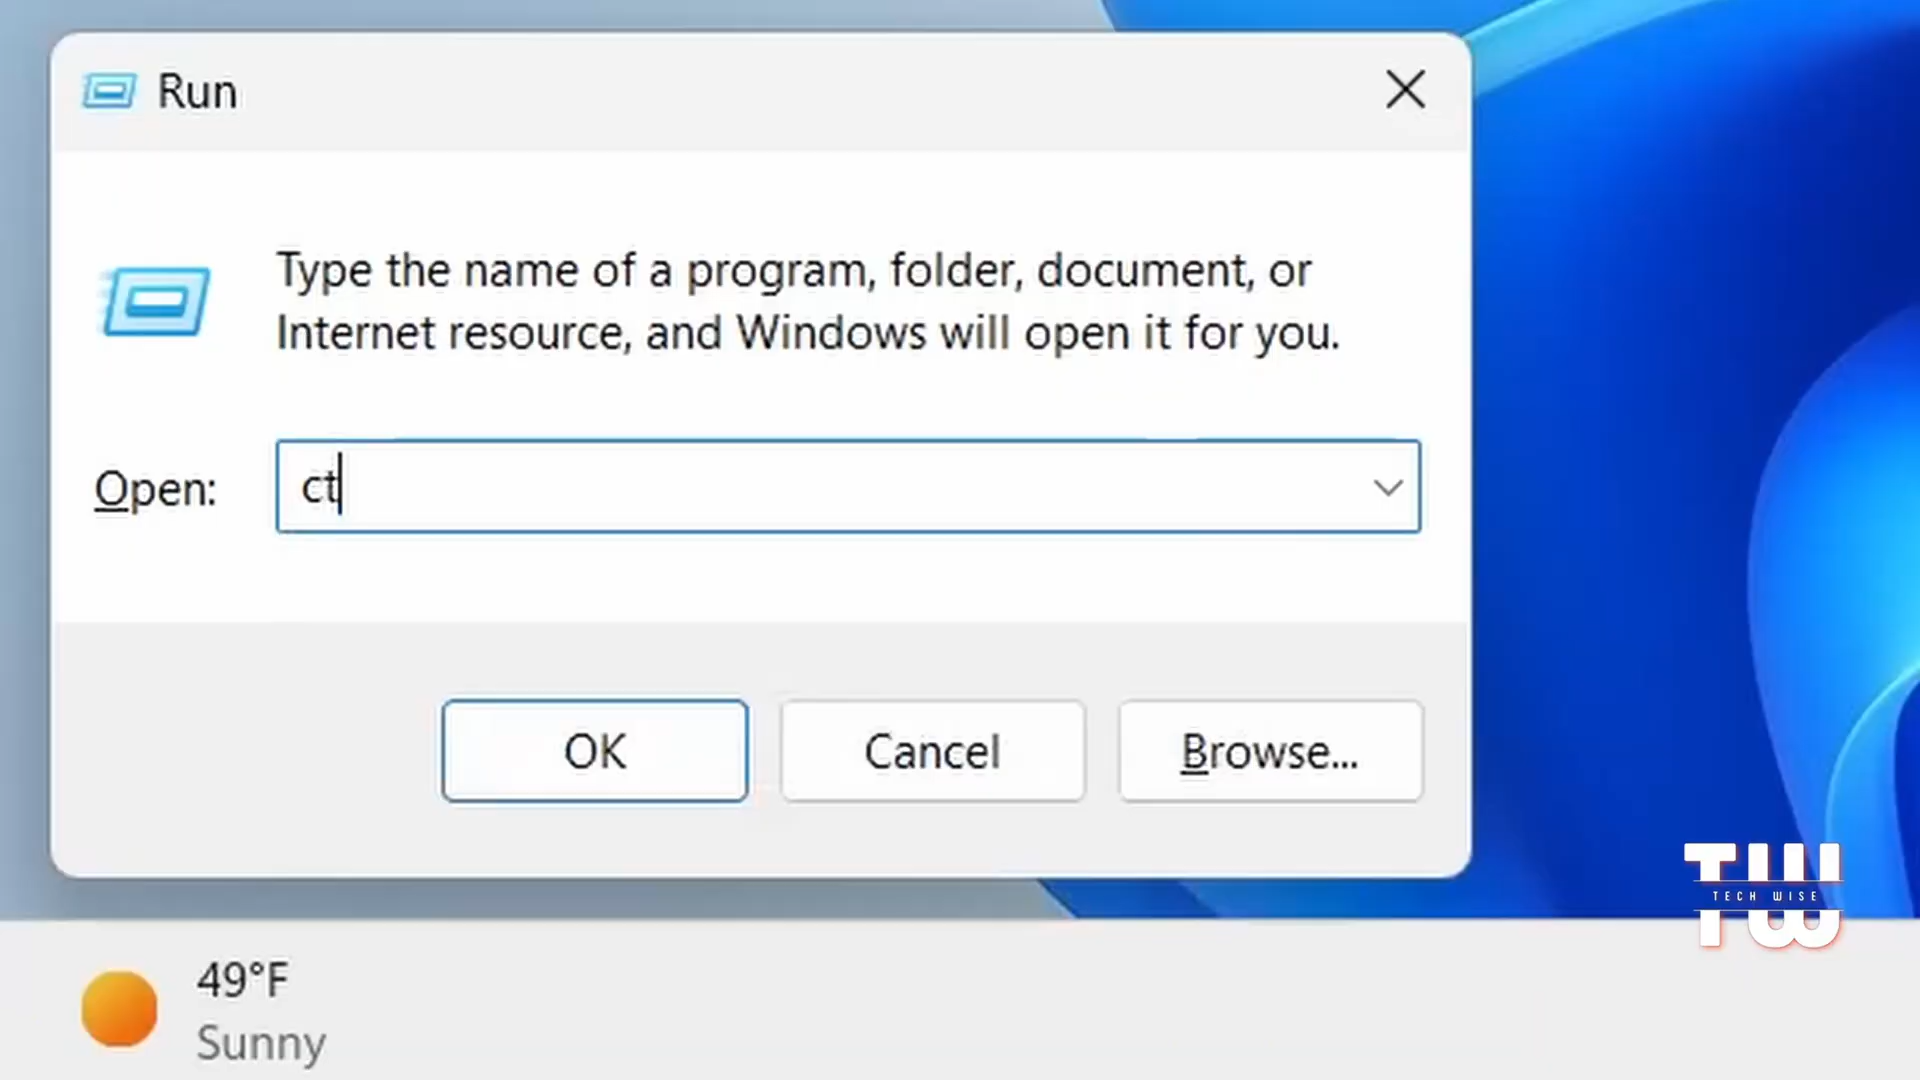 Run
Type the name of a program, folder, document, or
Internet resource, and Windows will open it for you.
Open:
ct
OK
Cancel
Browse...
TW
TECH WISE
49°F
Sunny